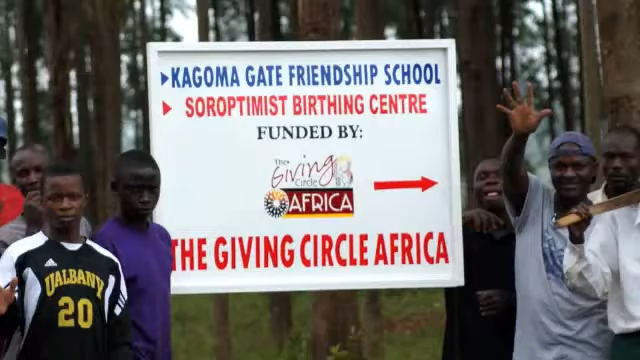 KAGOMA GATE FRIENDSHIP SCHOOL
SOROPTIMIST BIRTHING CENTRE
FUNDED BY:
The
Giving
Circle
AFRICA
THE GIVING CIRCLE AFRICA
adidas
UALBANY
20